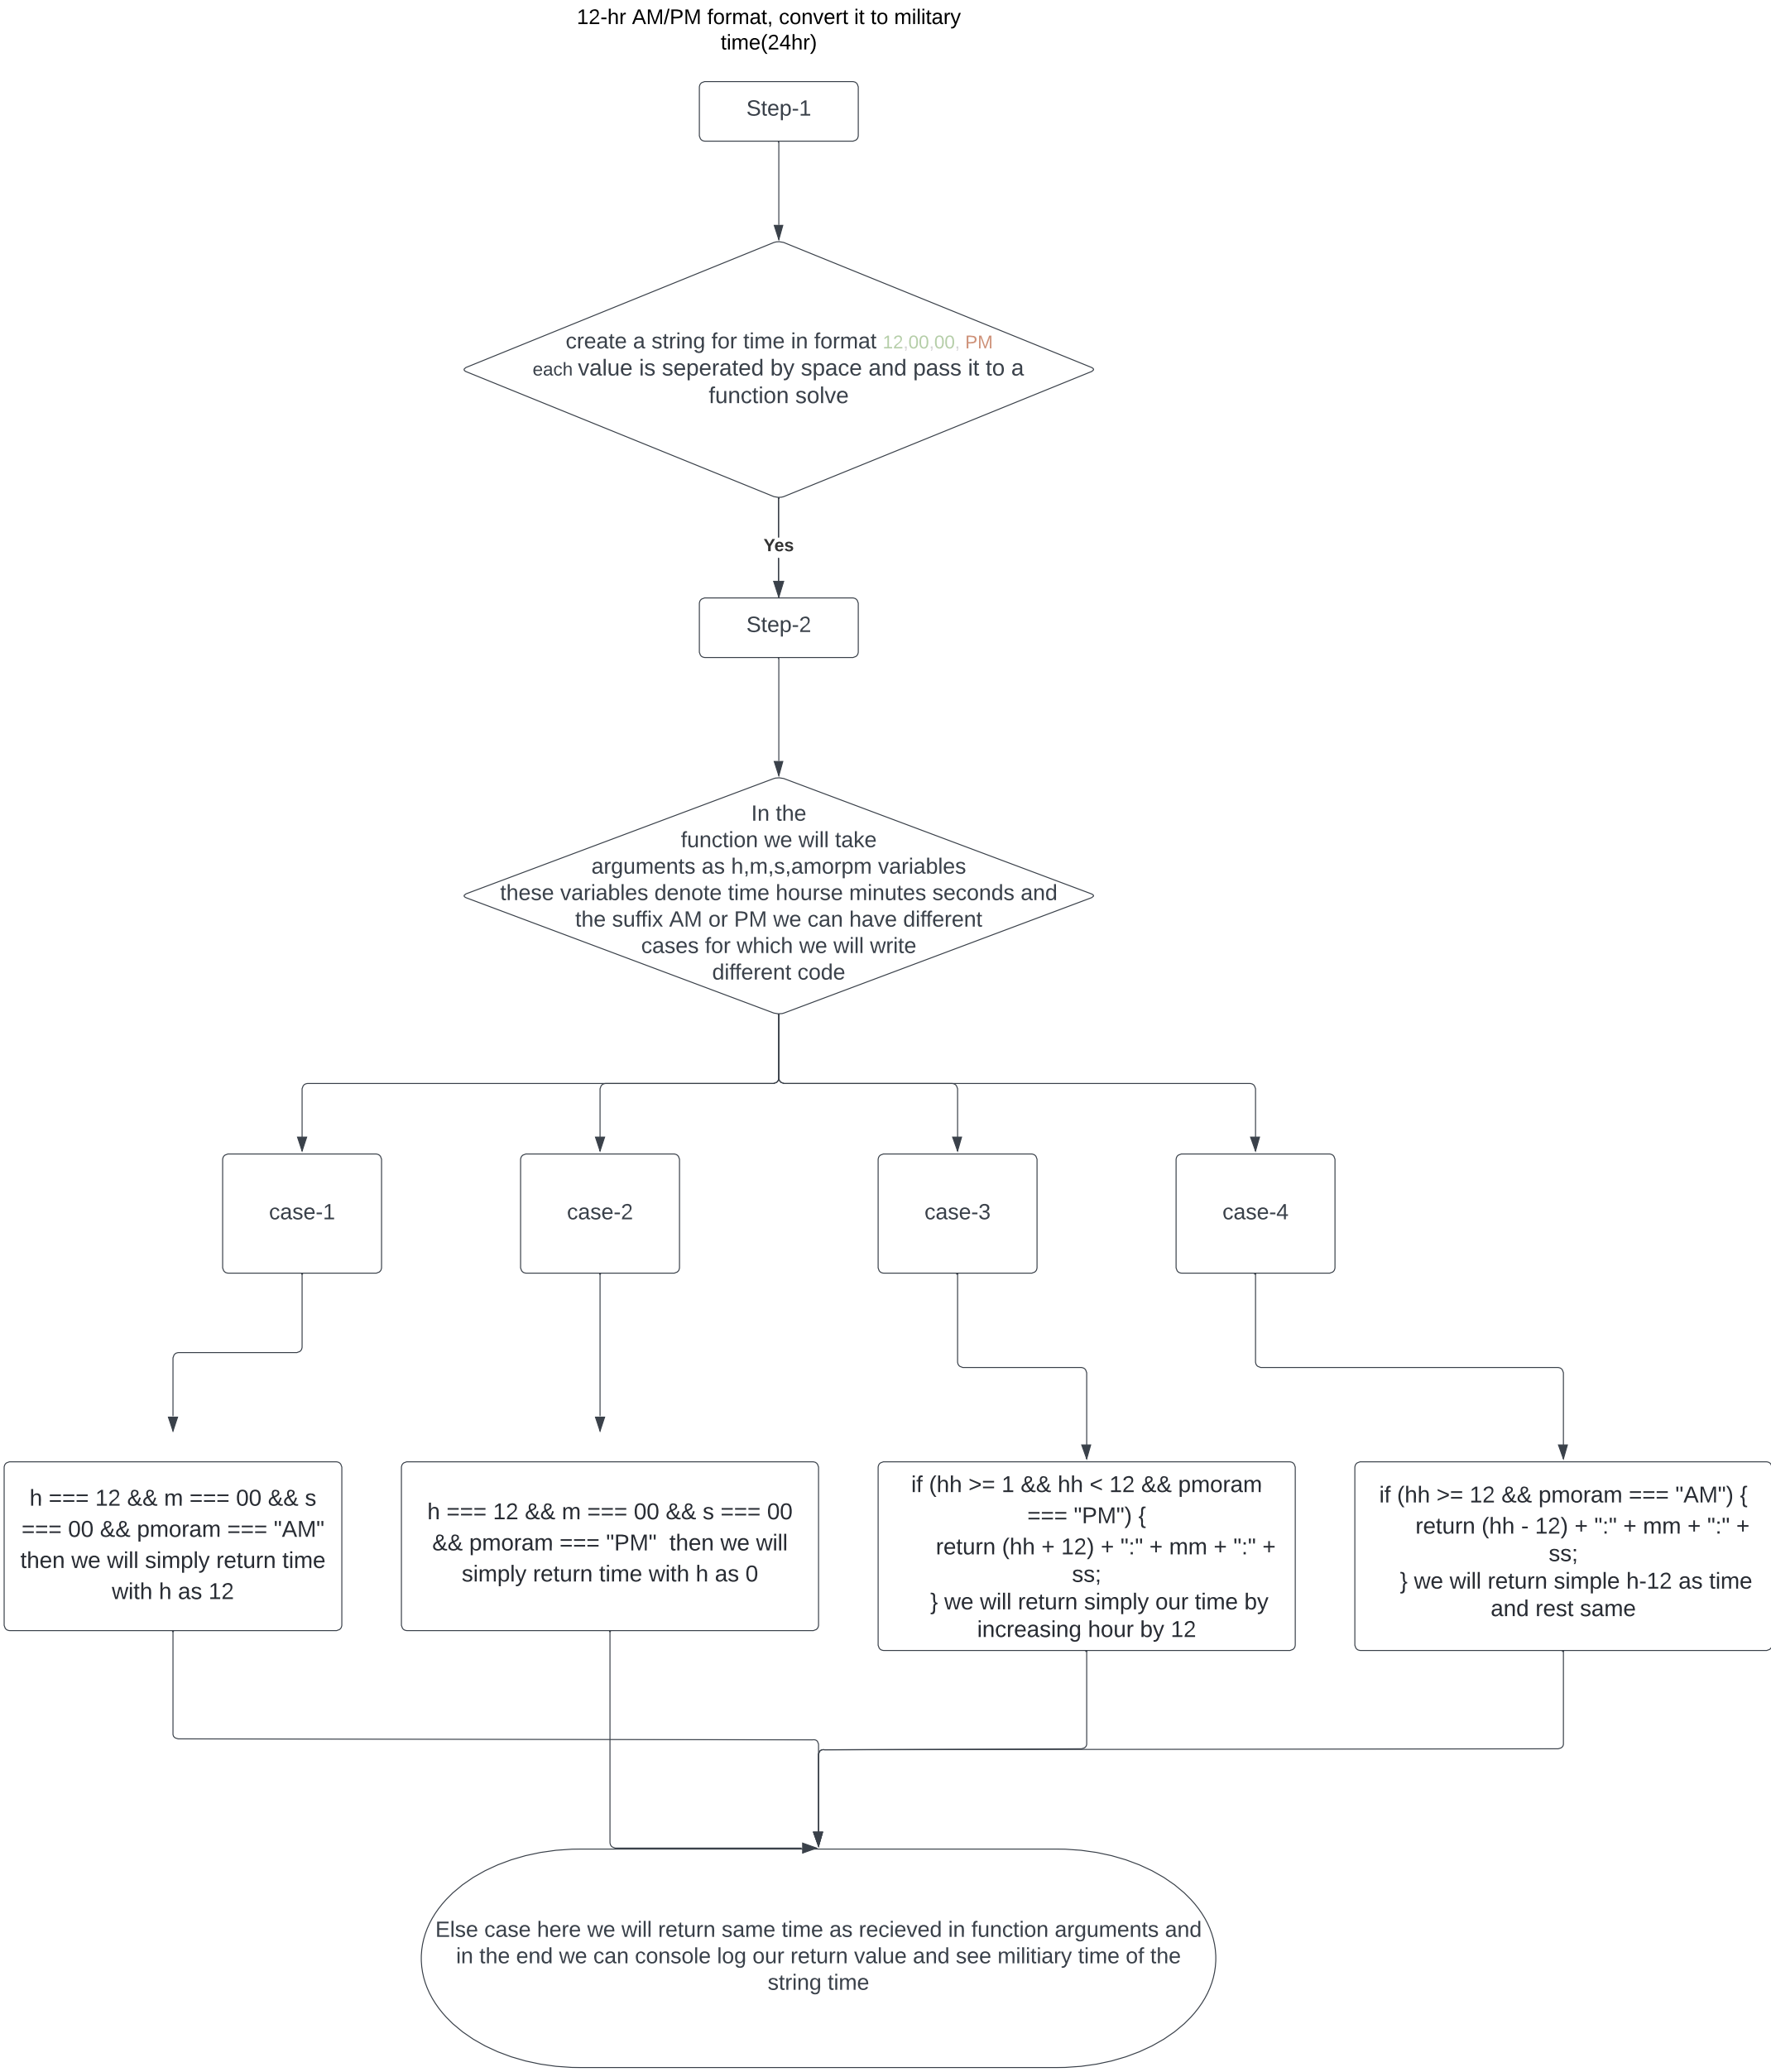 12-hr AM/PM format, convert it to military
time(24hr)
Step-1
create a string for time in format 12,00,00, PM
each value is seperated by space and pass it to a
function solve
Yes
Step-2
In the
function we will take
arguments as h,m,s,amorpm variables
these variables denote time hourse minutes seconds and
the suffix AM or PM we can have different
cases for which we will write
different code
case-1
case-2
case-3
case-4
h === 12 && m === 00 && s
=== 00 && pmoram === "AM"
then we will simply return time
with h as 12
h === 12 && m === 00 && s === 00
&& pmoram === "PM"  then we will
simply return time with h as 0
if (hh >= 1 && hh < 12 && pmoram
=== "PM") {
return (hh + 12) + ":" + mm + ":" +
ss;
} we will return simply our time by
increasing hour by 12
if (hh >= 12 && pmoram === "AM") {
return (hh - 12) + ":" + mm + ":" +
ss;
} we will return simple h-12 as time
and rest same
Else case here we will return same time as recieved in function arguments and
in the end we can console log our return value and see militiary time of the
string time